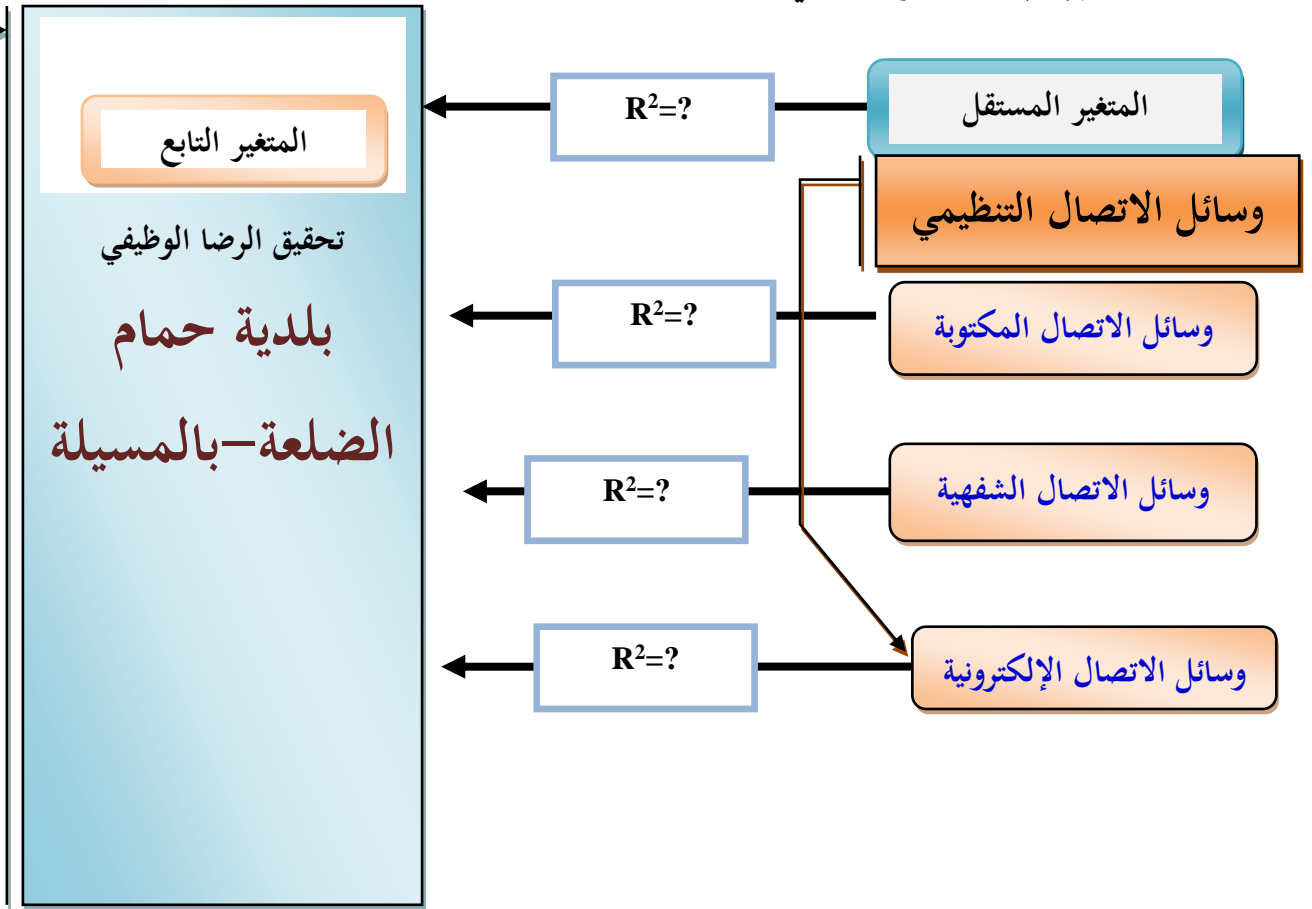 المتغير المستقل
R²=?
المتغير التابع
وسائل الاتصال التنظيمي
تحقيق الرضا الوظيفي
وسائل الاتصال المكتوبة
R²=?
بلدية حمام
الضلعة–بالمسيلة
وسائل الاتصال الشفهية
R²=?
وسائل الاتصال الإلكترونية
R²=?